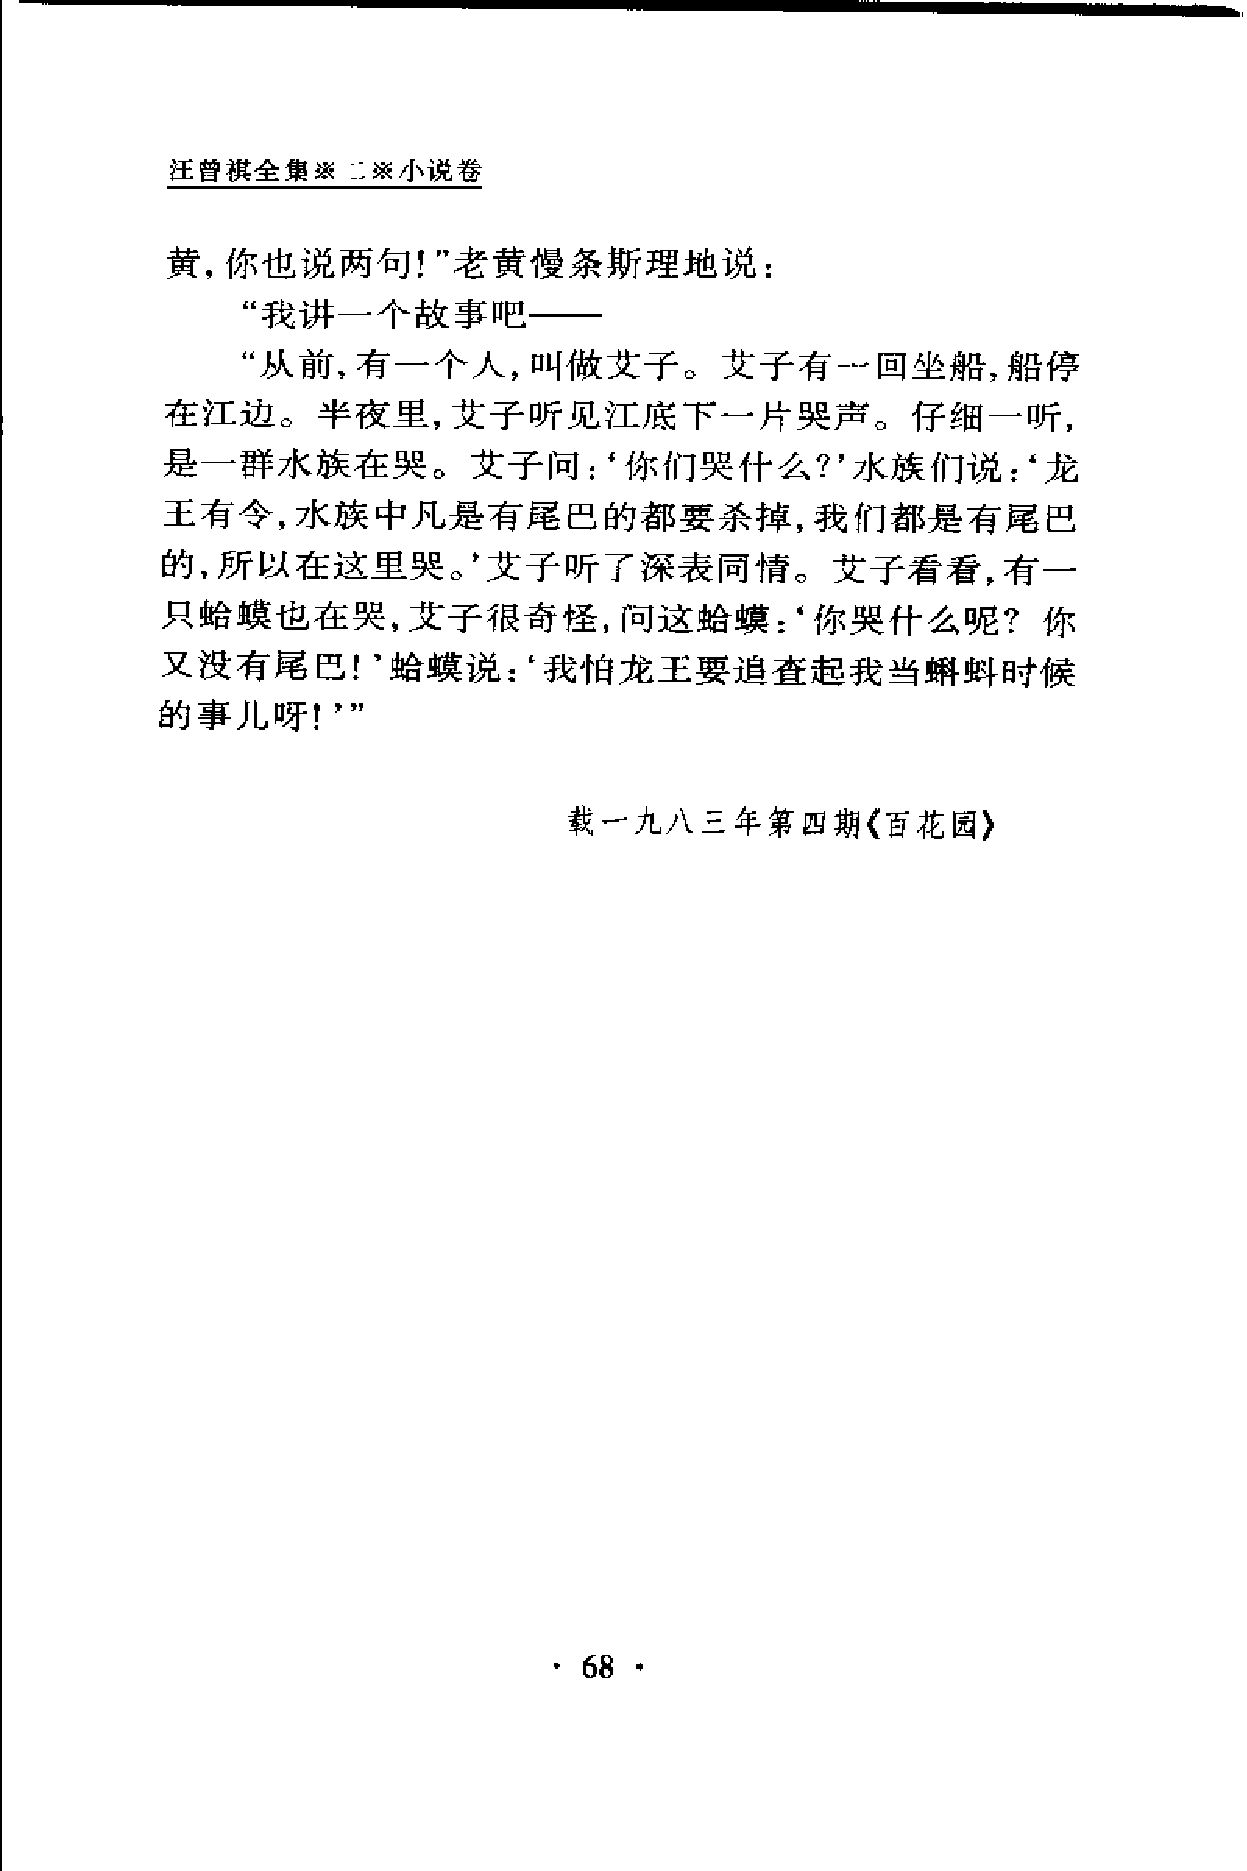 汪曾祺全集※二※小说卷
黄,你也说两句!”老黄慢条斯理地说:
“我讲一个故事吧——
“从前,有一个人,叫做艾子。艾子有一回坐船,船停
在江边。半夜里,艾子听见江底下一片哭声。仔细一听,
是一群水族在哭。艾子问:‘你们哭什么?’水族们说:‘龙
王有令,水族中凡是有尾巴的都要杀掉,我们都是有尾巴
的,所以在这里哭。’艾子听了深表同情。艾子看看,有一
只蛤蟆也在哭,艾子很奇怪,问这蛤蟆:‘你哭什么呢?你
又没有尾巴!’蛤蟆说:‘我怕龙王要追查起我当蝌蚪时候
的事儿呀!’”
载一九八三年第四期《百花园》
· 68 ·